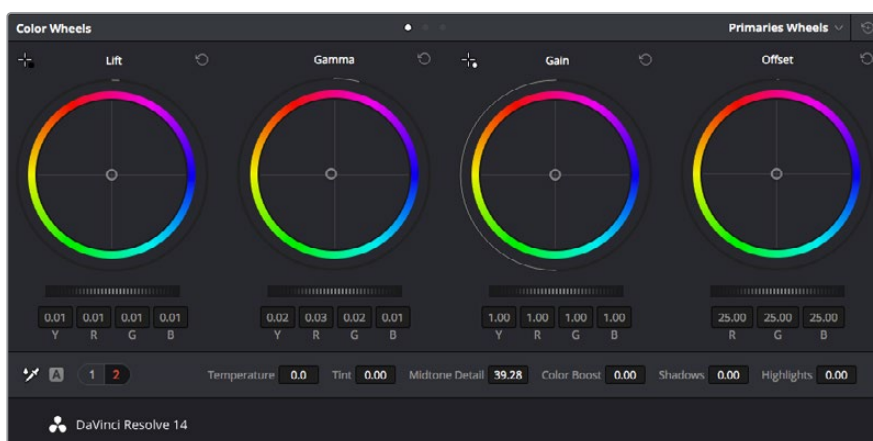 Color Wheels Primaries Wheels
Lift Gamma Gain Offset
0.01 0.01 0.01 0.01 0.02 0.03 0.02 0.01 1.00 1.00 1.00 1.00 25.00 25.00 25.00
Y R G B Y R G B Y R G B R G B
A 1 2 Temperature 0.0 Tint 0.00 Midtone Detail 39.28 Color Boost 0.00 Shadows 0.00 Highlights 0.00
DaVinci Resolve 14